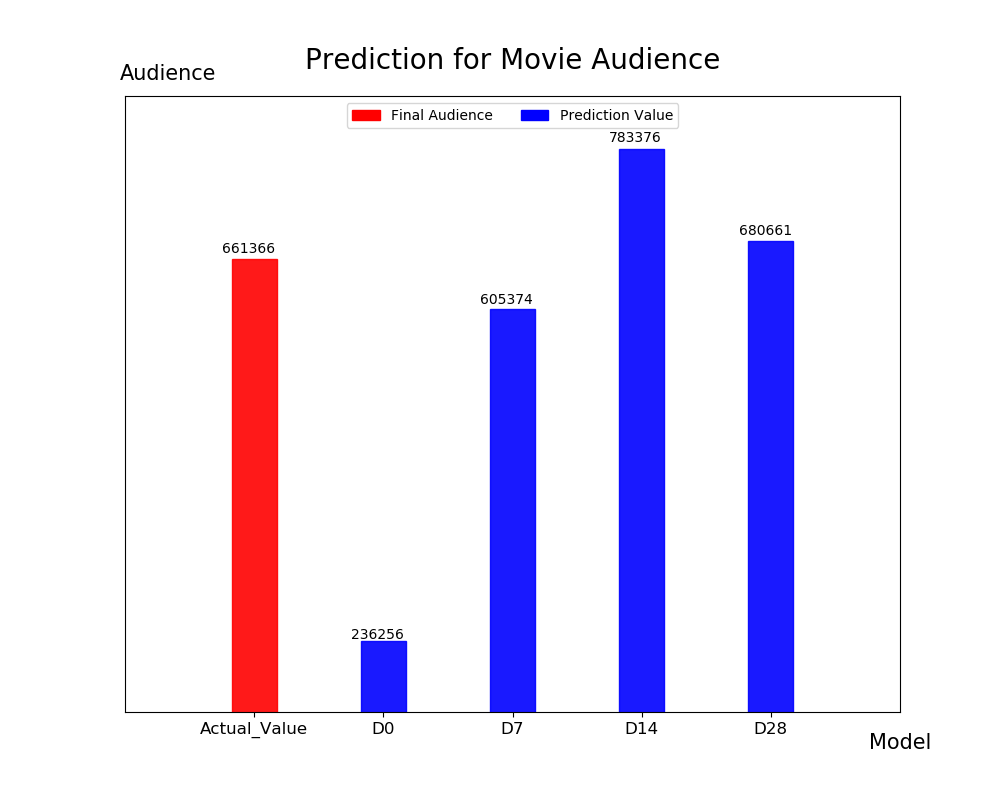 Prediction for Movie Audience
Audience
Final Audience
Prediction Value
783376
680661
661366
605374
236256
Actual_Value
D0
D7
D14
D28
Model